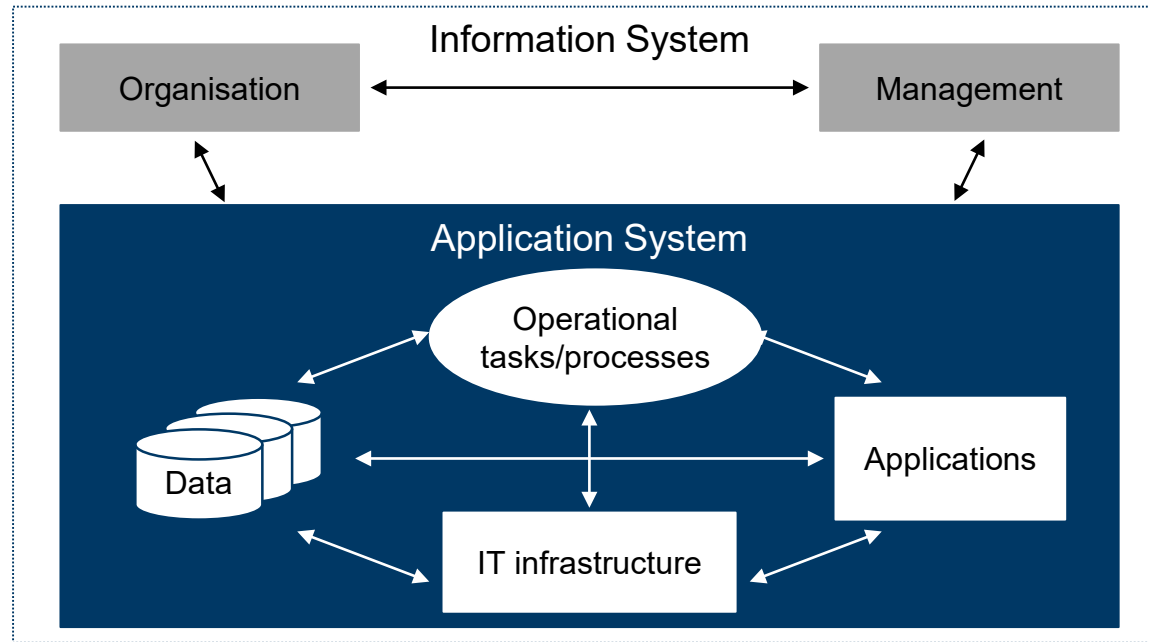 Information System
Organisation
Management
Application System
Operational
tasks/processes
Data
Applications
IT infrastructure